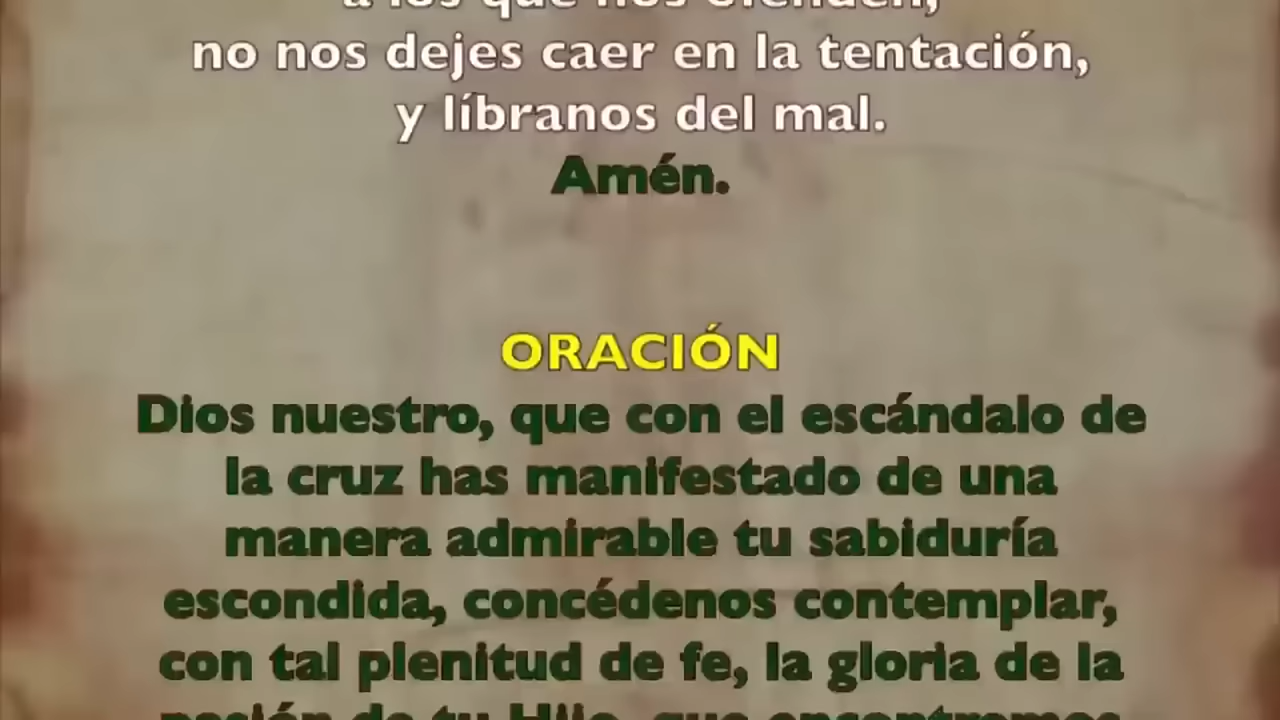 a los que nos ofenden,
no nos dejes caer en la tentación,
y líbranos del mal.
Amén.
ORACIÓN
Dios nuestro, que con el escándalo de
la cruz has manifestado de una
manera admirable tu sabiduría
escondida, concédenos contemplar,
con tal plenitud de fe, la gloria de la
pasión de tu Hijo, que encontremos